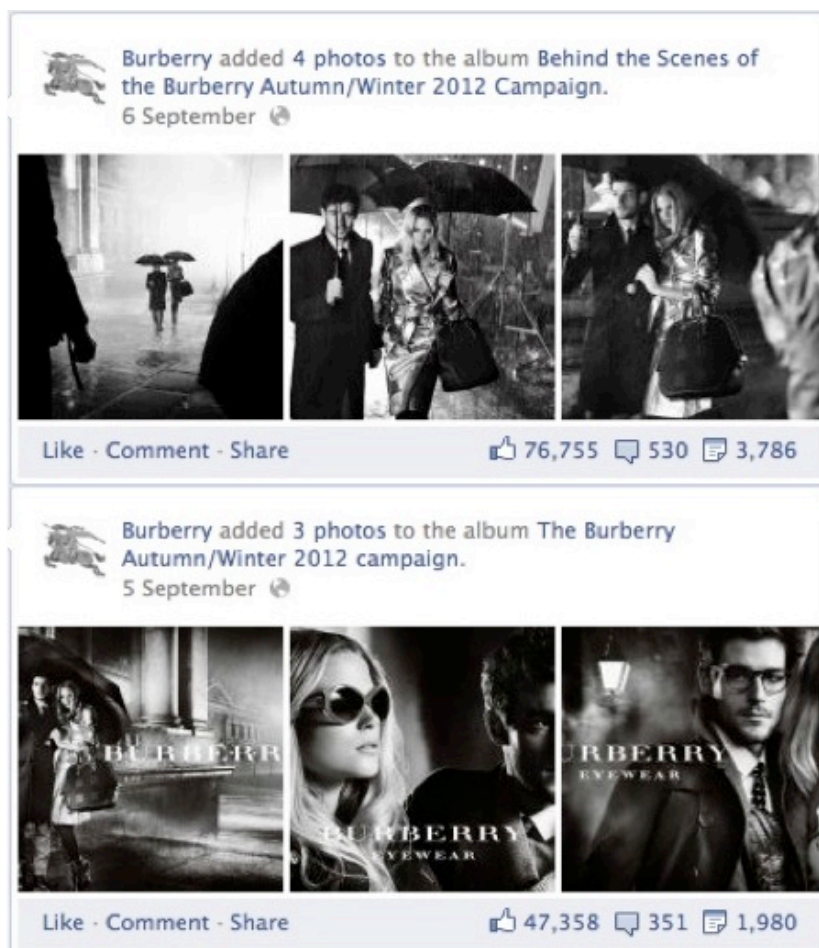 Burberry added 4 photos to the album Behind the Scenes of
the Burberry Autumn/Winter 2012 Campaign.
6 September
Like · Comment · Share 76,755 530 3,786
Burberry added 3 photos to the album The Burberry
Autumn/Winter 2012 campaign.
5 September
BURBERR
BURBERRY
EYEWEAR
URBERRY
EYEWEAR
Like · Comment · Share 47,358 351 1,980